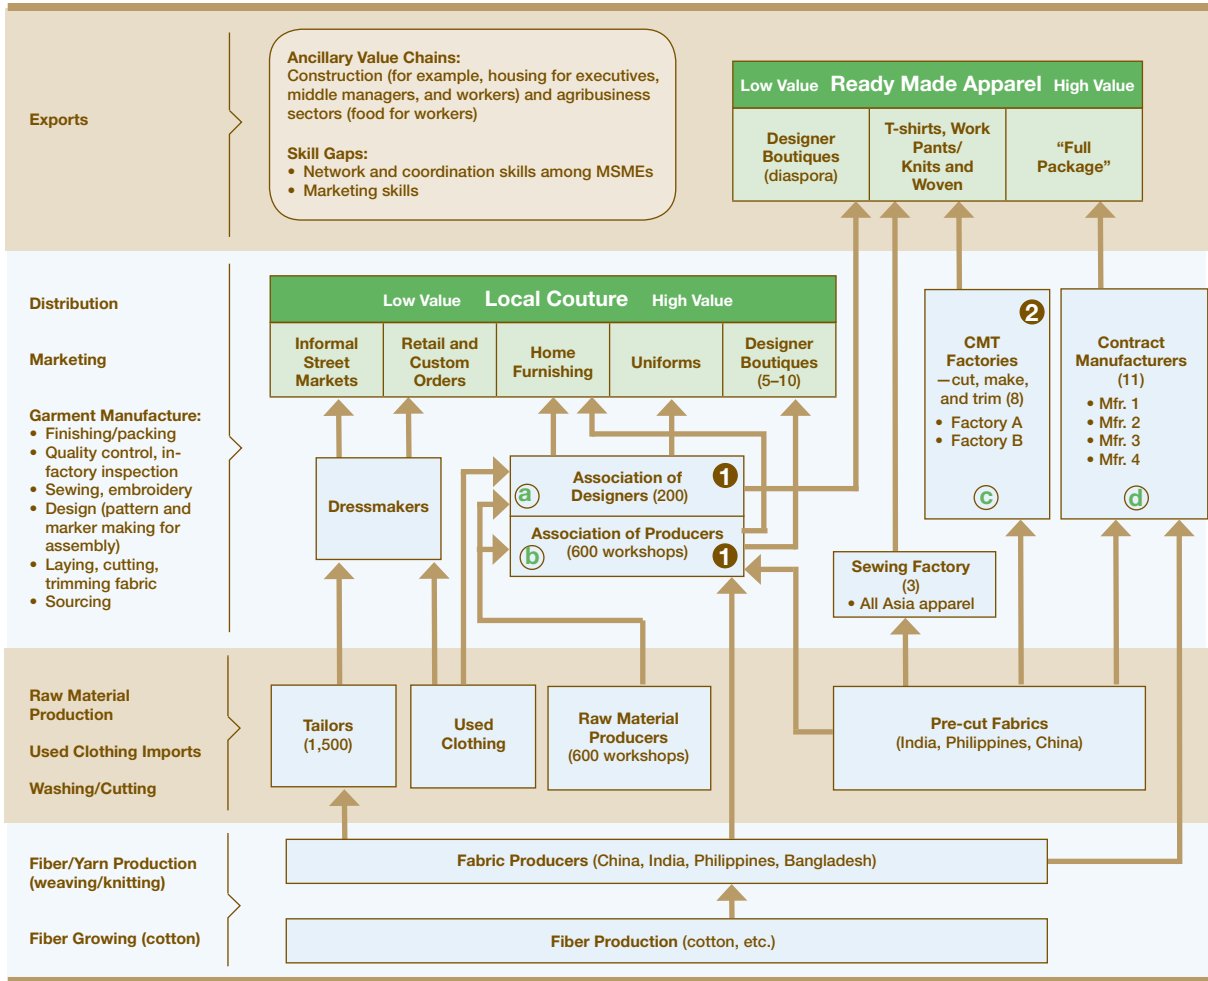 Exports
Ancillary Value Chains:
Construction (for example, housing for executives,
middle managers, and workers) and agribusiness
sectors (food for workers)
Skill Gaps:
• Network and coordination skills among MSMEs
• Marketing skills
Low Value Ready Made Apparel High Value
Designer
Boutiques
(diaspora)
T-shirts, Work
Pants/
Knits and
Woven
“Full
Package”
Distribution
Marketing
Garment Manufacture:
• Finishing/packing
• Quality control, in-
factory inspection
• Sewing, embroidery
• Design (pattern and
marker making for
assembly)
• Laying, cutting,
trimming fabric
• Sourcing
Low Value Local Couture High Value
Informal
Street
Markets
Retail and
Custom
Orders
Home
Furnishing
Uniforms
Designer
Boutiques
(5–10)
Dressmakers
Association of
Designers (200)
1
a
Association of Producers
(600 workshops)
b
1
2
CMT
Factories
—cut, make,
and trim (8)
• Factory A
• Factory B
c
Contract
Manufacturers
(11)
• Mfr. 1
• Mfr. 2
• Mfr. 3
• Mfr. 4
d
Sewing Factory
(3)
• All Asia apparel
Raw Material
Production
Used Clothing Imports
Washing/Cutting
Tailors
(1,500)
Used
Clothing
Raw Material
Producers
(600 workshops)
Pre-cut Fabrics
(India, Philippines, China)
Fiber/Yarn Production
(weaving/knitting)
Fiber Growing (cotton)
Fabric Producers (China, India, Philippines, Bangladesh)
Fiber Production (cotton, etc.)